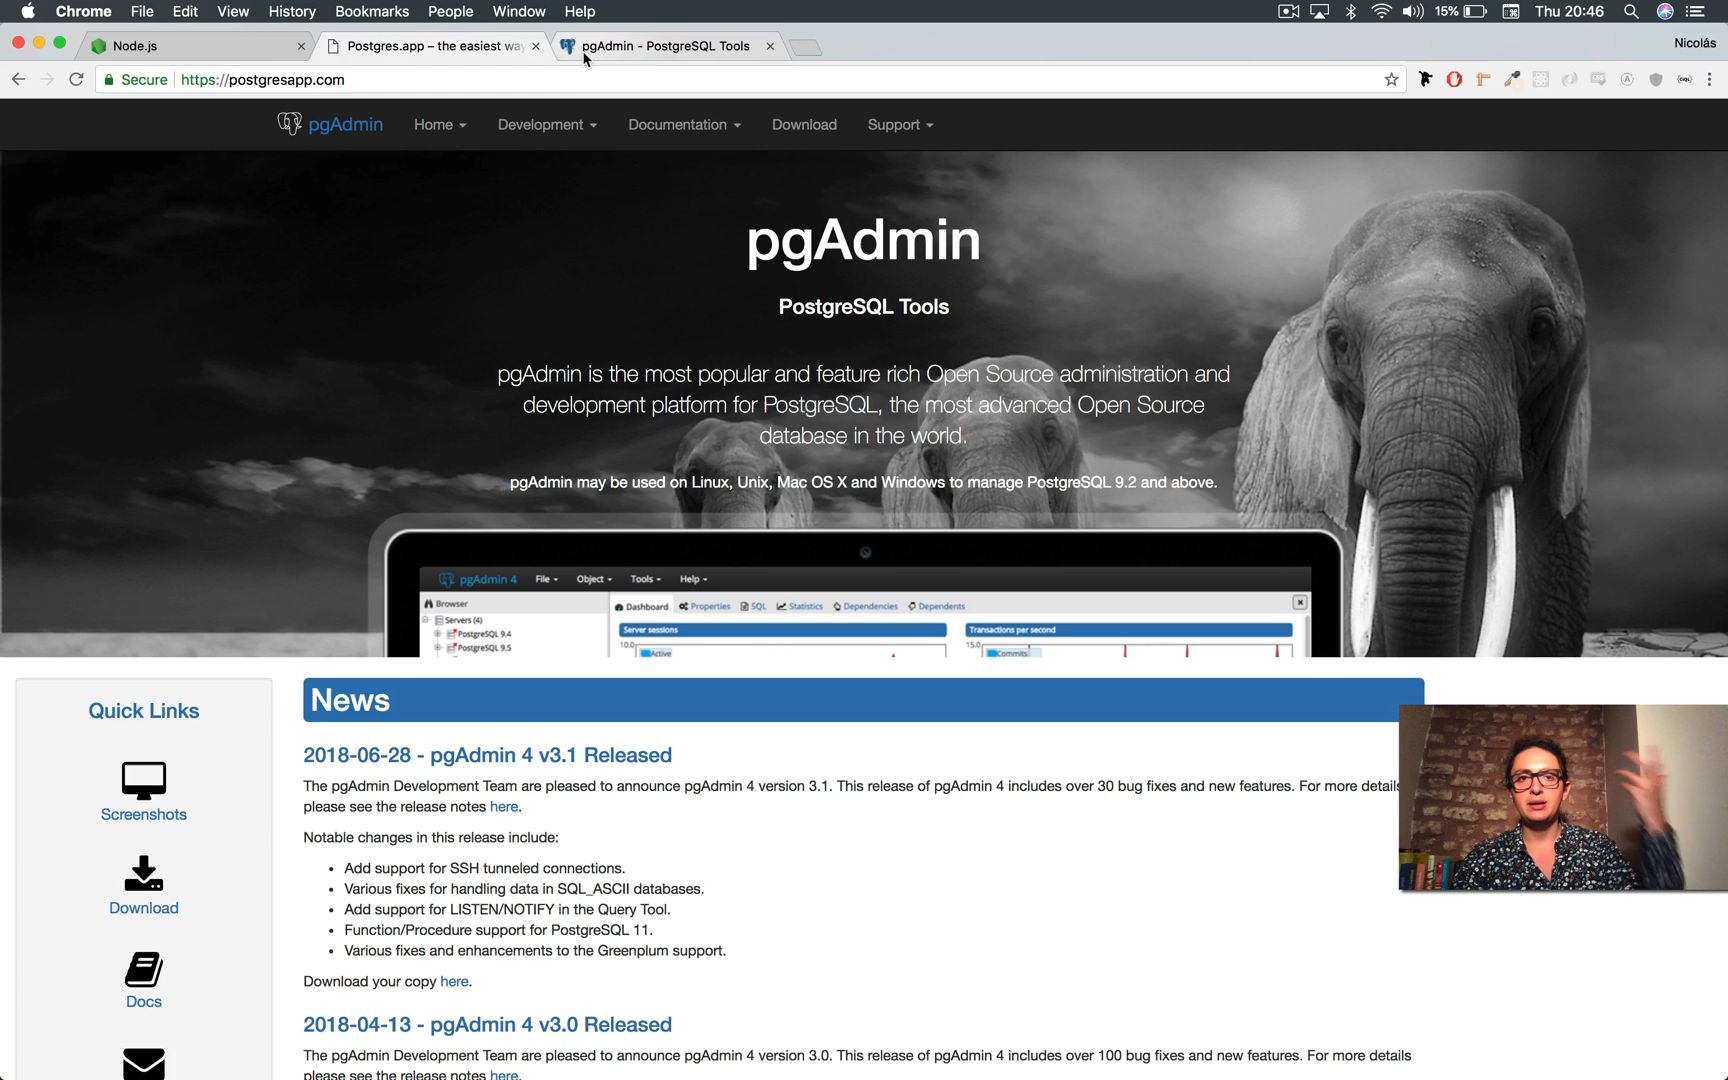 Chrome File Edit View History Bookmarks People Window Help
15% Thu 20:46
Node.js
Postgres.app – the easiest way
pgAdmin - PostgreSQL Tools
Nicolás
Secure https://postgresapp.com
pgAdmin Home Development Documentation Download Support
pgAdmin
PostgreSQL Tools
pgAdmin is the most popular and feature rich Open Source administration and
development platform for PostgreSQL, the most advanced Open Source
database in the world.
pgAdmin may be used on Linux, Unix, Mac OS X and Windows to manage PostgreSQL 9.2 and above.
pgAdmin 4 File Object Tools Help
Browser
Dashboard Properties SQL Statistics Dependencies Dependents
Servers (4)
PostgreSQL 9.4
PostgreSQL 9.5
Server sessions
Transactions per second
10.0 Active
15.0 Commits
Quick Links
Screenshots
Download
Docs
News
2018-06-28 - pgAdmin 4 v3.1 Released
The pgAdmin Development Team are pleased to announce pgAdmin 4 version 3.1. This release of pgAdmin 4 includes over 30 bug fixes and new features. For more details
please see the release notes here.
Notable changes in this release include:
• Add support for SSH tunneled connections.
• Various fixes for handling data in SQL_ASCII databases.
• Add support for LISTEN/NOTIFY in the Query Tool.
• Function/Procedure support for PostgreSQL 11.
• Various fixes and enhancements to the Greenplum support.
Download your copy here.
2018-04-13 - pgAdmin 4 v3.0 Released
The pgAdmin Development Team are pleased to announce pgAdmin 4 version 3.0. This release of pgAdmin 4 includes over 100 bug fixes and new features. For more details
please see the release notes here.